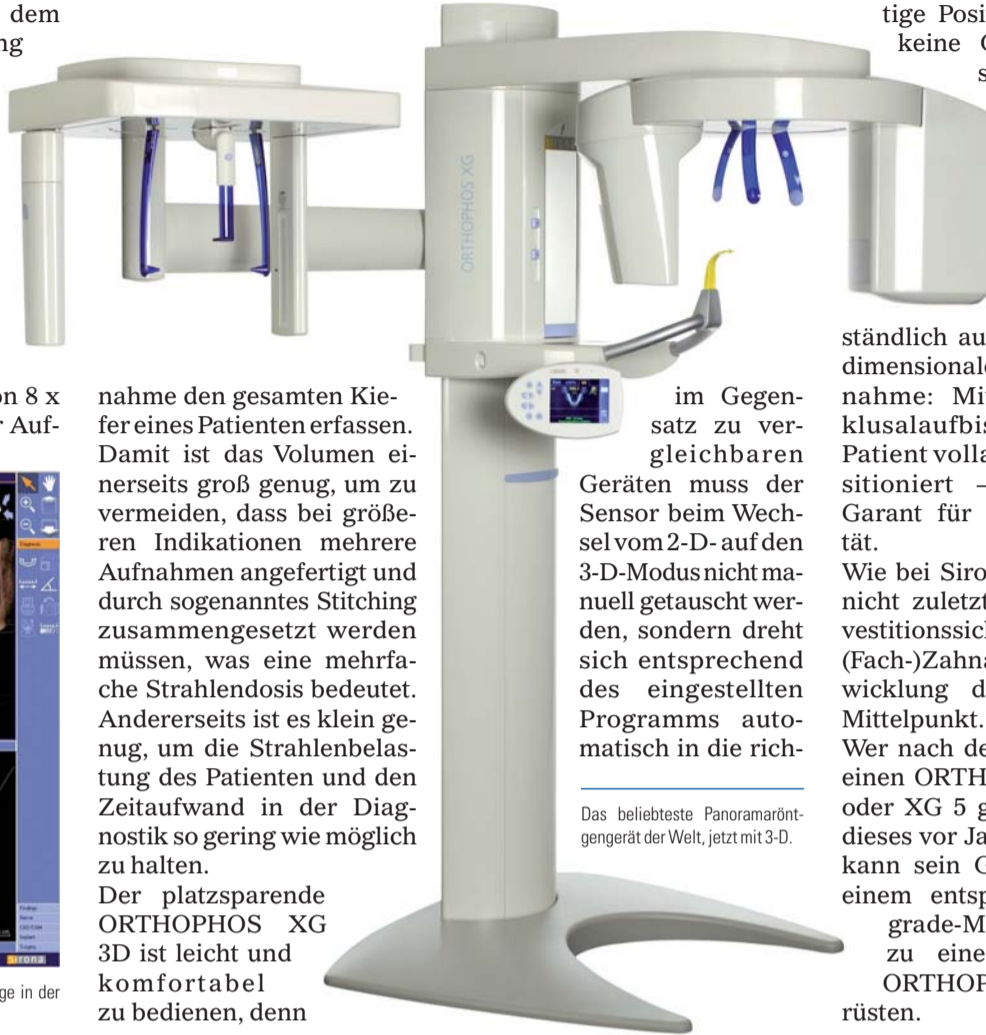 dem
ng
on 8 x
r Auf-
sirona
ge in der
nahme den gesamten Kie-
fer eines Patienten erfassen.
Damit ist das Volumen ei-
nerseits groß genug, um zu
vermeiden, dass bei größe-
ren Indikationen mehrere
Aufnahmen angefertigt und
durch sogenanntes Stitching
zusammengesetzt werden
müssen, was eine mehrfa-
che Strahlendosis bedeutet.
Andererseits ist es klein ge-
nug, um die Strahlenbelas-
tung des Patienten und den
Zeitaufwand in der Diag-
nostik so gering wie möglich
zu halten.
Der platzsparende
ORTHOPHOS XG
3D ist leicht und
komfortabel
zu bedienen, denn
ORTHOPHOS XG
sirona
im Gegen-
satz zu ver-
gleichbaren
Geräten muss der
Sensor beim Wech-
sel vom 2-D- auf den
3-D-Modus nicht ma-
nuell getauscht wer-
den, sondern dreht
sich entsprechend
des eingestellten
Programms auto-
matisch in die rich-
Das beliebteste Panoramarönt-
gengerät der Welt, jetzt mit 3-D.
tige Posi
keine
s
ständlich au
dimensional
nahme: Mi
klusalaufbis
Patient volla
sitioniert –
Garant für
tät.
Wie bei Siro
nicht zuletzt
vestitionssic
(Fach-)Zahn
wicklung d
Mittelpunkt.
Wer nach de
einen ORTH
oder XG 5 g
dieses vor Ja
kann sein G
einem entsp
grade-M
zu eine
ORTHOP
rüsten.